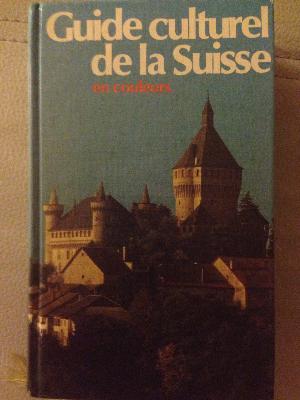 Guide culturel
de la Suisse
en couleurs